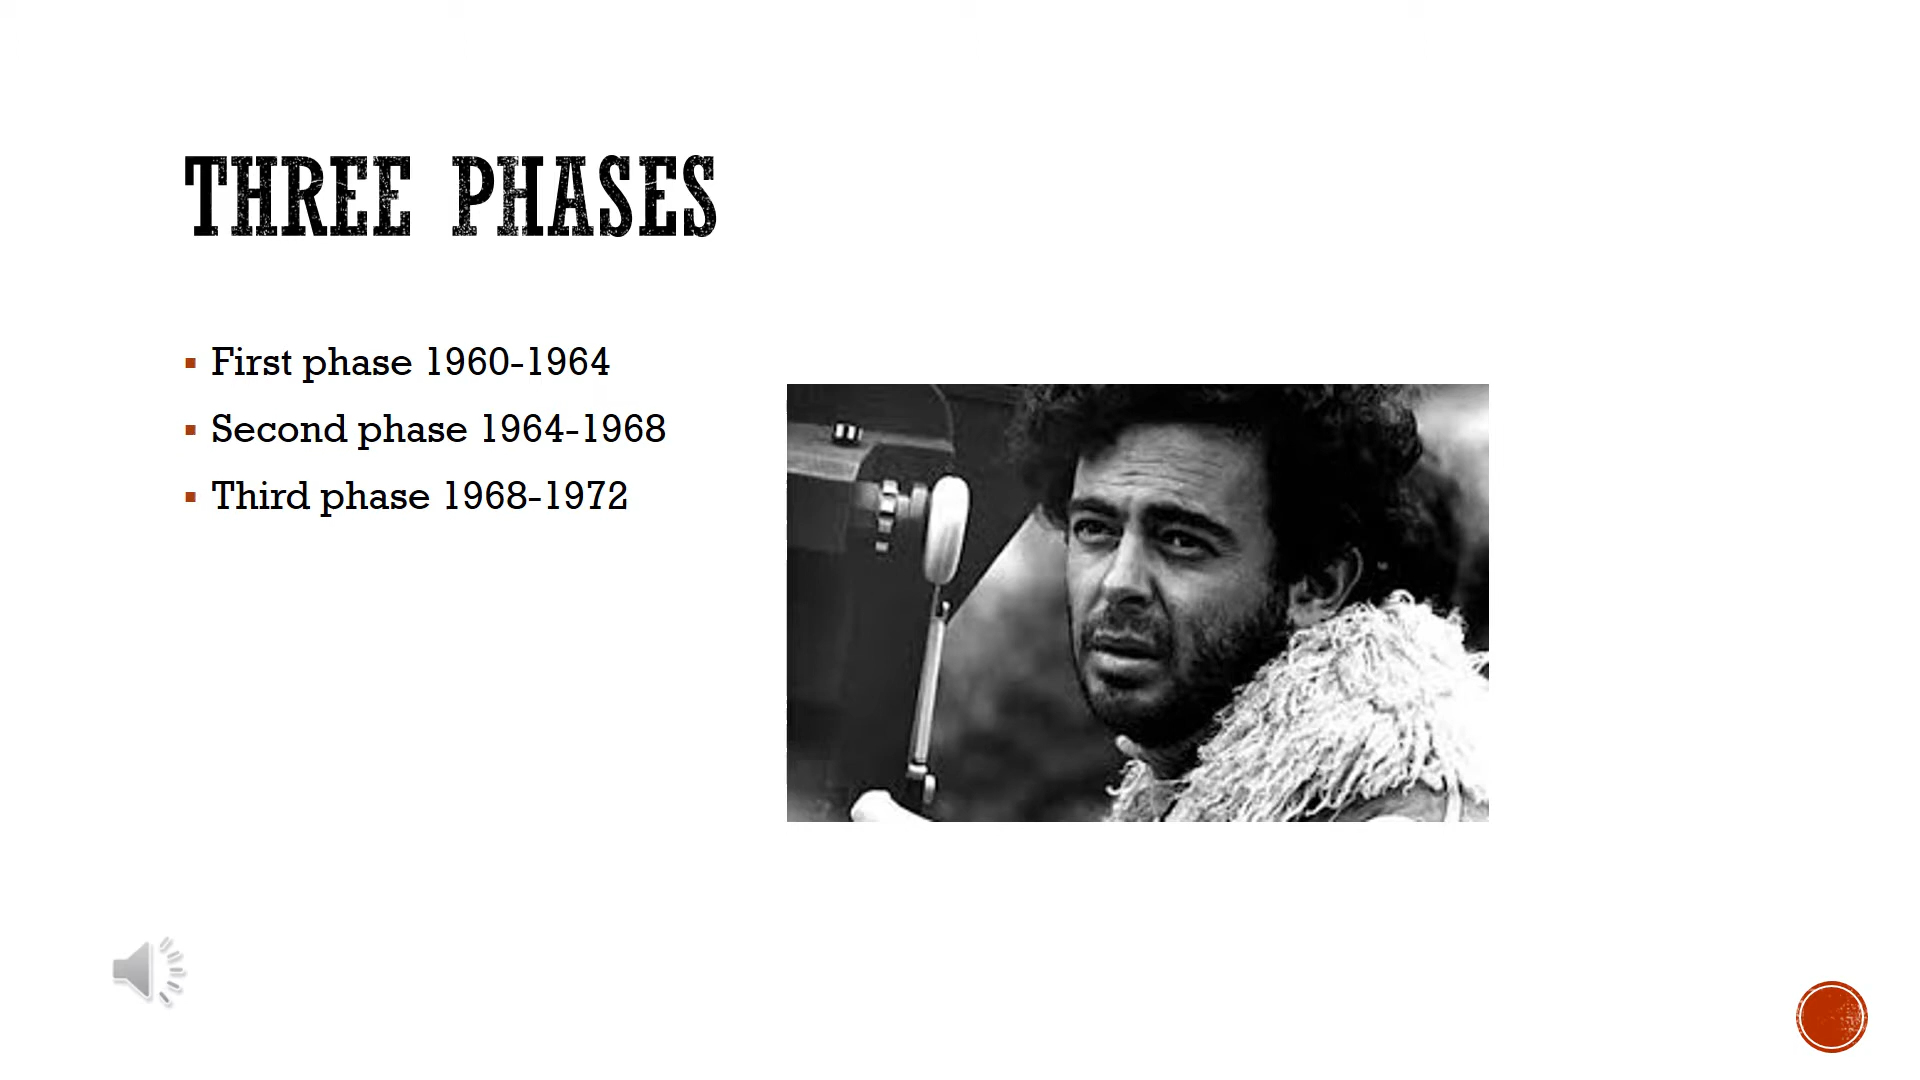 THREE PHASES
First phase 1960-1964
Second phase 1964-1968
Third phase 1968-1972